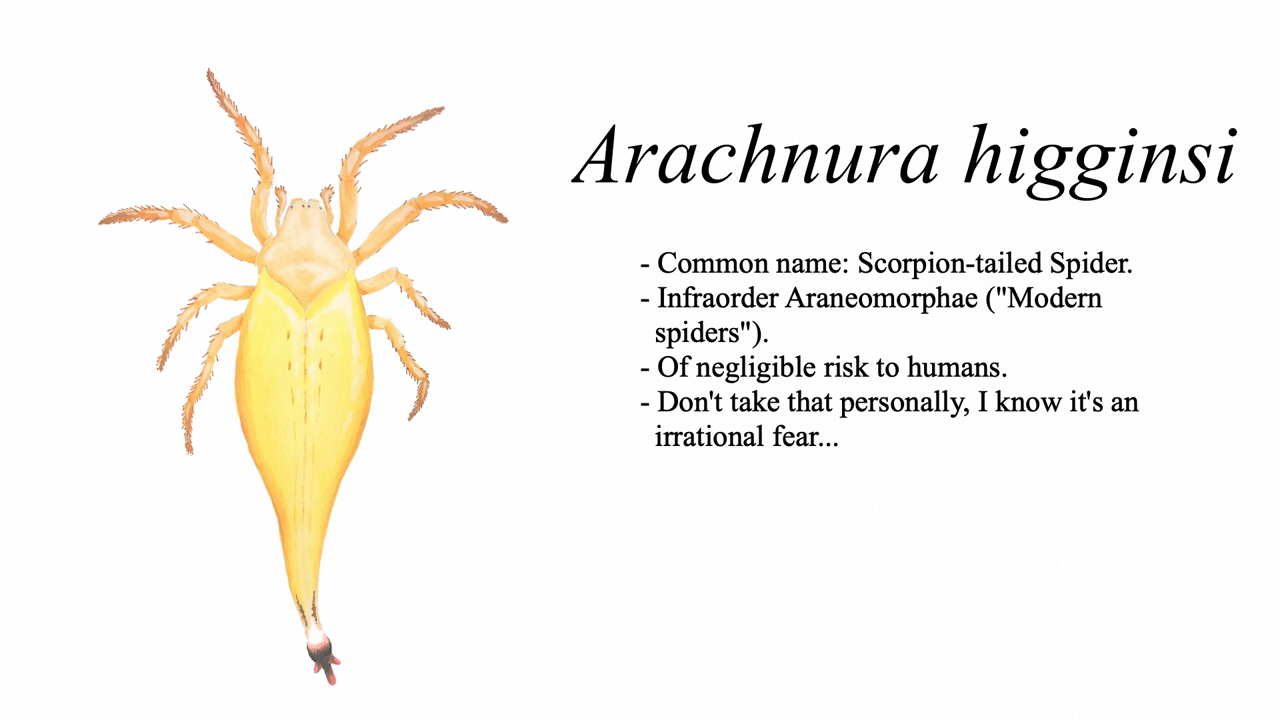 Arachnura higginsi
- Common name: Scorpion-tailed Spider.
- Infraorder Araneomorphae ("Modern
spiders").
- Of negligible risk to humans.
- Don't take that personally, I know it's an
irrational fear...